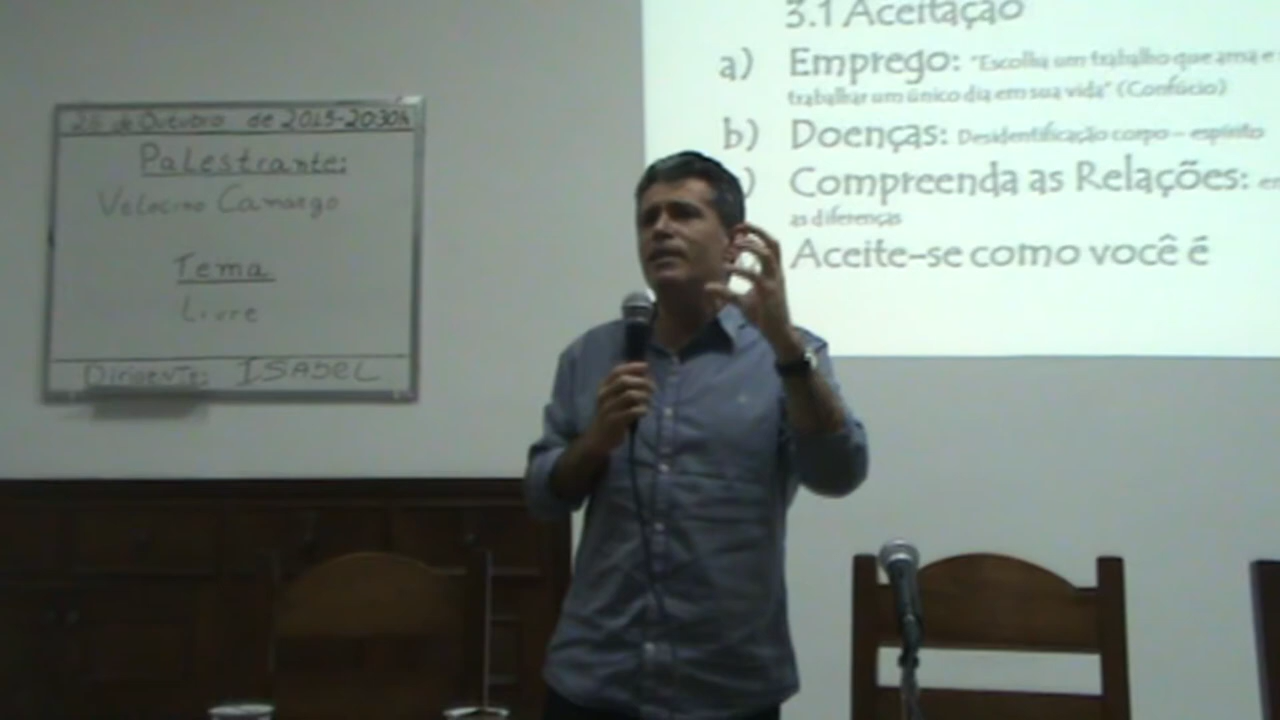 28 de Outubro de 2015-20:30h
Palestrante:
Camargo
Tema
Livre
Dirigente: ISABEL
3.1 Aceitação
a) Emprego: "Escolha um trabalho que ama e
trabalhar um único dia em sua vida" (Confúcio)
b) Doenças: Desidentificação corpo – espírito
) Compreenda as Relações:
as diferenças
Aceite-se como você é